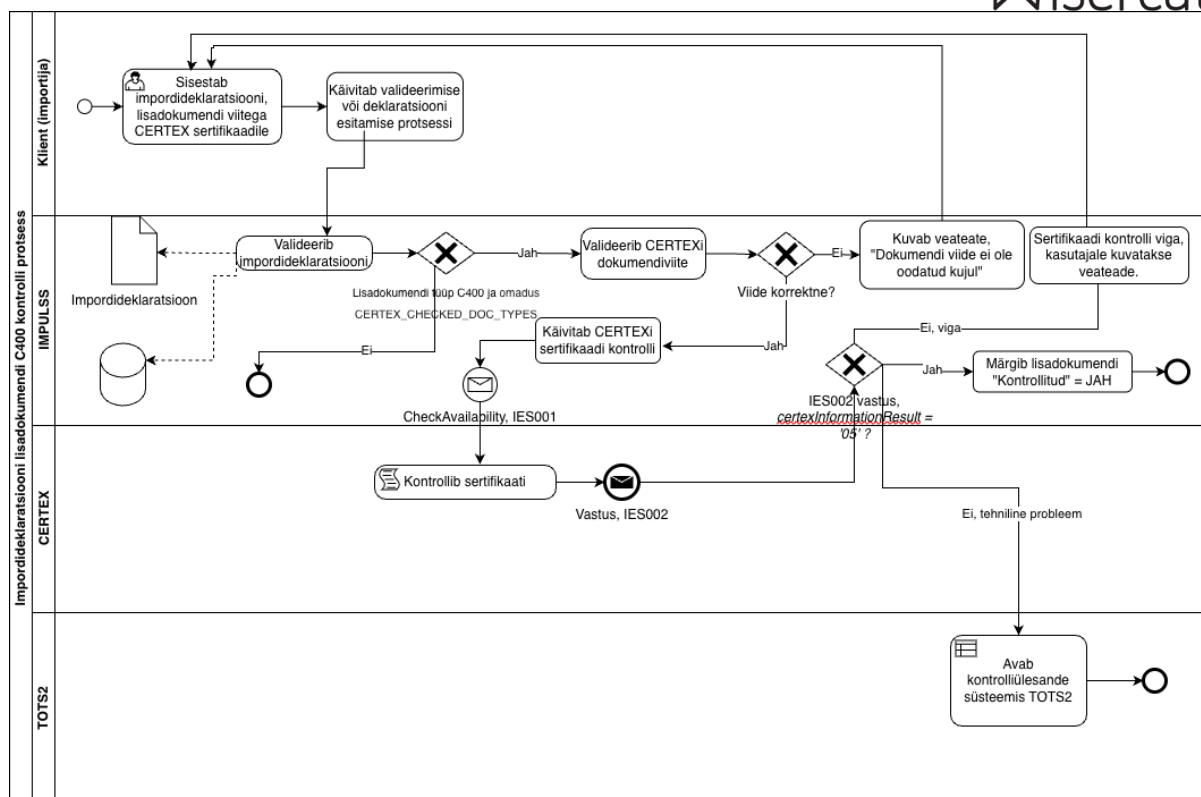 Impordideklaratsiooni lisadokumendi C400 kontrolli protsess
Klient (importija)
Sisestab
impordideklaratsiooni,
lisadokumendi viitega
CERTEX sertifikaadile
Käivitab valideerimise
või deklaratsiooni
esitamise protsessi
IMPULSS
Impordideklaratsioon
Valideerib
impordideklaratsiooni
Lisadokumendi tüüp C400 ja omadus
CERTEX_CHECKED_DOC_TYPES
Jah
Ei
Valideerib CERTEXi
dokumendiviite
Viide korrektne?
Ei
Kuvab veateate,
"Dokumendi viide ei ole
oodatud kujul"
Sertifikaadi kontrolli viga,
kasutajale kuvatakse
veateade.
Jah
Käivitab CERTEXi
sertifikaadi kontrolli
CheckAvailability, IES001
Ei, viga
Jah
Märgib lisadokumendi
"Kontrollitud" = JAH
IES002 vastus,
certexInformationResult =
'05' ?
CERTEX
Kontrollib sertifikaati
Vastus, IES002
Ei, tehniline probleem
TOTS2
Avab
kontrolliülesande
süsteemis TOTS2